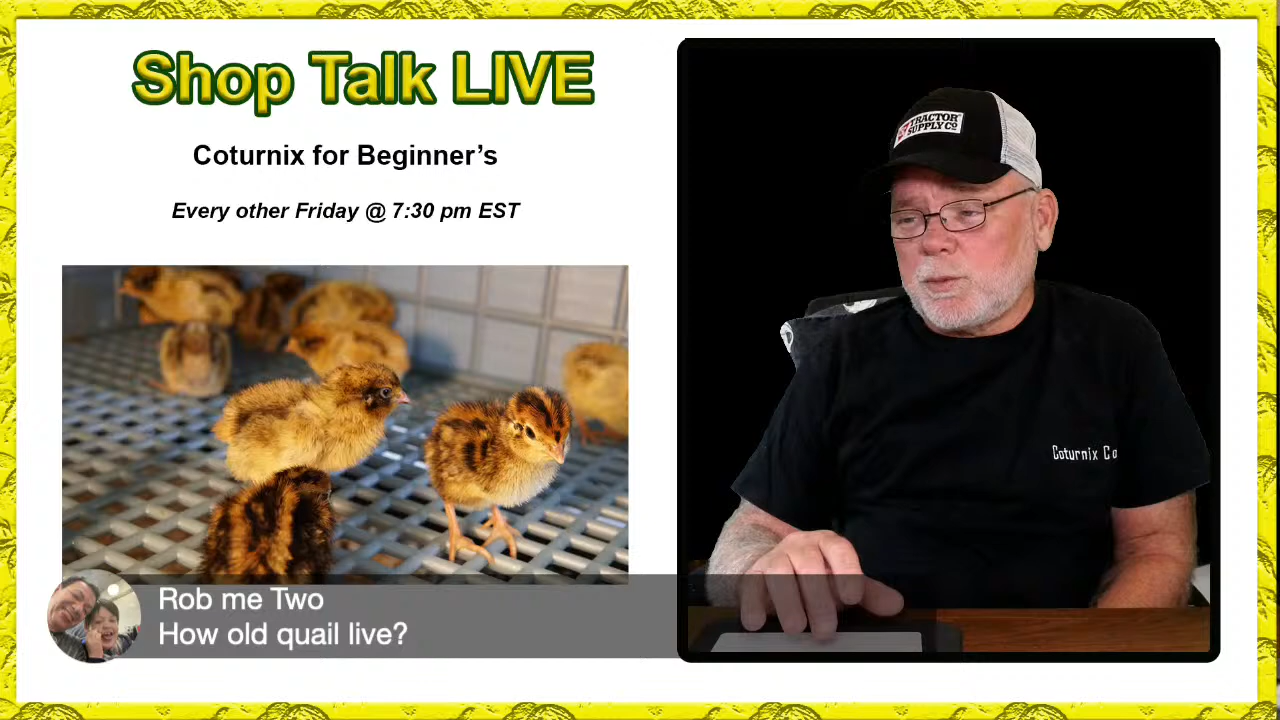 Shop Talk LIVE
Coturnix for Beginner’s
Every other Friday @ 7:30 pm EST
TRACTOR
SUPPLY CO
Coturnix Co
Rob me Two
How old quail live?